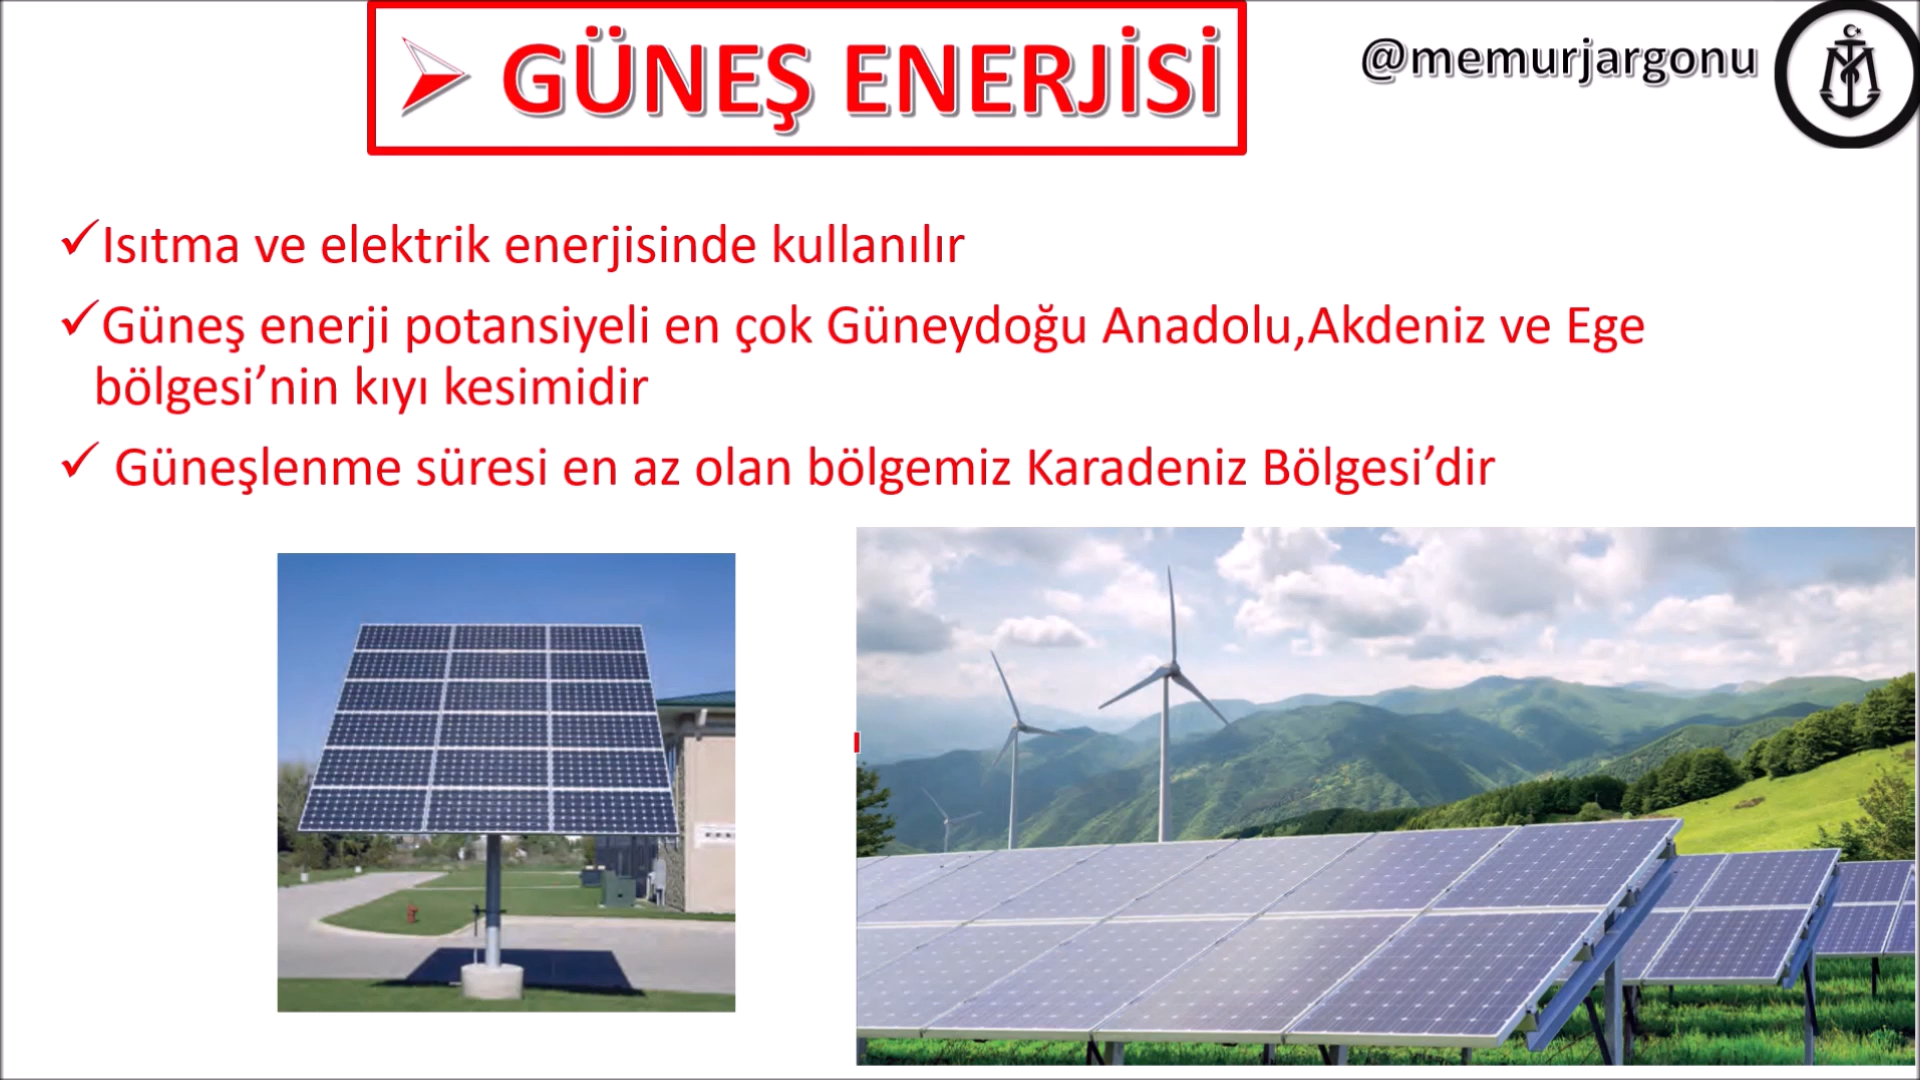 GÜNEŞ ENERJİSİ
@memurjargonu
Isıtma ve elektrik enerjisinde kullanılır
Güneş enerji potansiyeli en çok Güneydoğu Anadolu,Akdeniz ve Ege
bölgesi’nin kıyı kesimidir
Güneşlenme süresi en az olan bölgemiz Karadeniz Bölgesi’dir